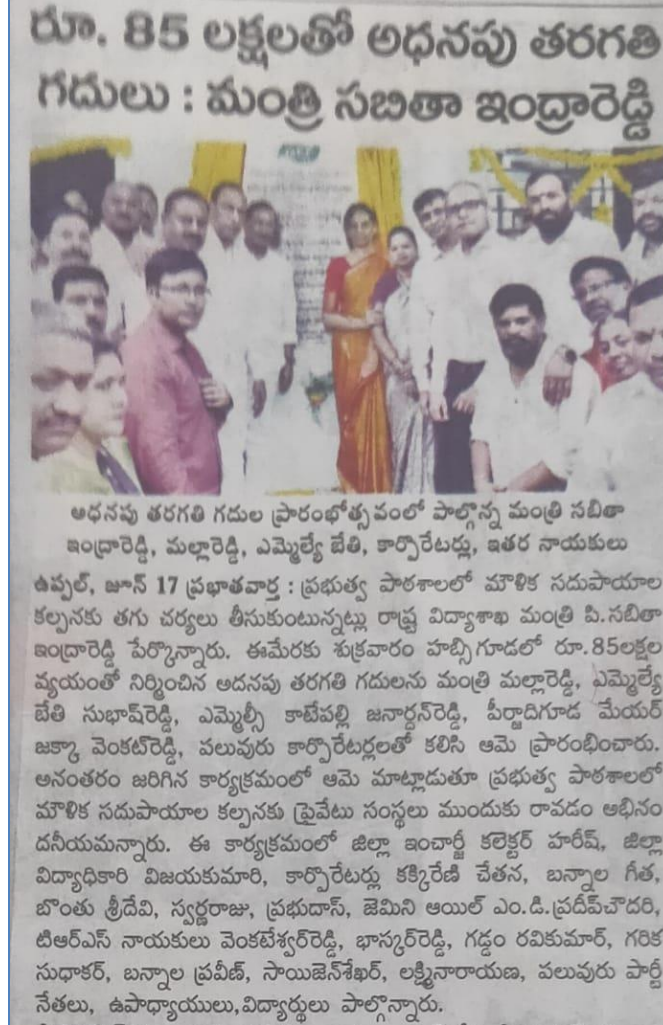 రూ. 85 లక్షలతో అధనపు తరగతి
గదులు : మంత్రి సబితా ఇంద్రారెడ్డి
అధనపు తరగతి గదుల ప్రారంభోత్సవంలో పాల్గొన్న మంత్రి సబితా
ఇంద్రారెడ్డి, మల్లారెడ్డి, ఎమ్మెల్యే బేతి, కార్పొరేటర్లు, ఇతర నాయకులు
ఉప్పల్, జూన్ 17 ప్రభాతవార్త : ప్రభుత్వ పాఠశాలలో మౌళిక సదుపాయాల
కల్పనకు తగు చర్యలు తీసుకుంటున్నట్లు రాష్ట్ర విద్యాశాఖ మంత్రి పి.సబితా
ఇంద్రారెడ్డి పేర్కొన్నారు. ఈమేరకు శుక్రవారం హబ్సిగూడలో రూ.85లక్షల
వ్యయంతో నిర్మించిన అదనపు తరగతి గదులను మంత్రి మల్లారెడ్డి, ఎమ్మెల్యే
బేతి సుభాష్‌రెడ్డి, ఎమ్మెల్సీ కాటేపల్లి జనార్ధన్‌రెడ్డి, పీర్జాదిగూడ మేయర్
జక్కా వెంకట్‌రెడ్డి, పలువురు కార్పొరేటర్లలతో కలిసి ఆమె ప్రారంభించారు.
అనంతరం జరిగిన కార్యక్రమంలో ఆమె మాట్లాడుతూ ప్రభుత్వ పాఠశాలలో
మౌళిక సదుపాయాల కల్పనకు ప్రైవేటు సంస్థలు ముందుకు రావడం అభినం
దనీయమన్నారు. ఈ కార్యక్రమంలో జిల్లా ఇంచార్జీ కలెక్టర్ హరీష్, జిల్లా
విద్యాధికారి విజయకుమారి, కార్పొరేటర్లు కక్కిరేణి చేతన, బన్నాల గీత,
బొంతు శ్రీదేవి, స్వర్ణరాజు, ప్రభుదాస్, జెమిని ఆయిల్ ఎం.డి.ప్రదీప్‌చౌదరి,
టిఆర్ఎస్ నాయకులు వెంకటేశ్వర్‌రెడ్డి, భాస్కర్‌రెడ్డి, గడ్డం రవికుమార్, గరిక
సుధాకర్, బన్నాల ప్రవీణ్, సాయిజెన్‌శేఖర్, లక్ష్మినారాయణ, పలువురు పార్టీ
నేతలు, ఉపాధ్యాయులు,విద్యార్థులు పాల్గొన్నారు.